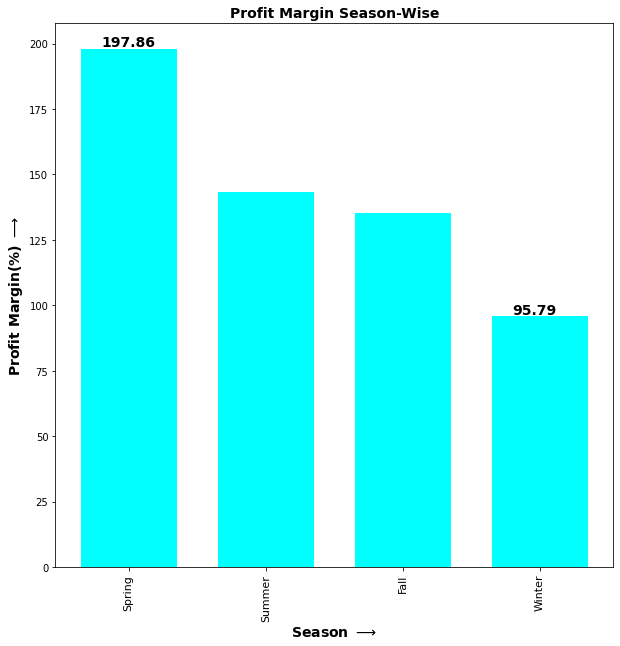 Profit Margin Season-Wise
Profit Margin(%) ⟶
200
175
150
125
100
75
50
25
0
197.86
95.79
Spring
Summer
Fall
Winter
Season ⟶